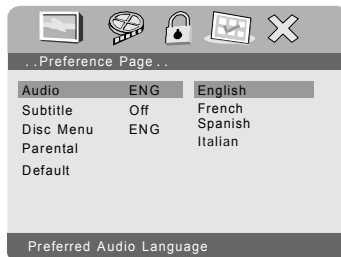 ..Preference Page..
Audio ENG English
Subtitle Off French
Disc Menu ENG Spanish
Parental Italian
Default
Preferred Audio Language